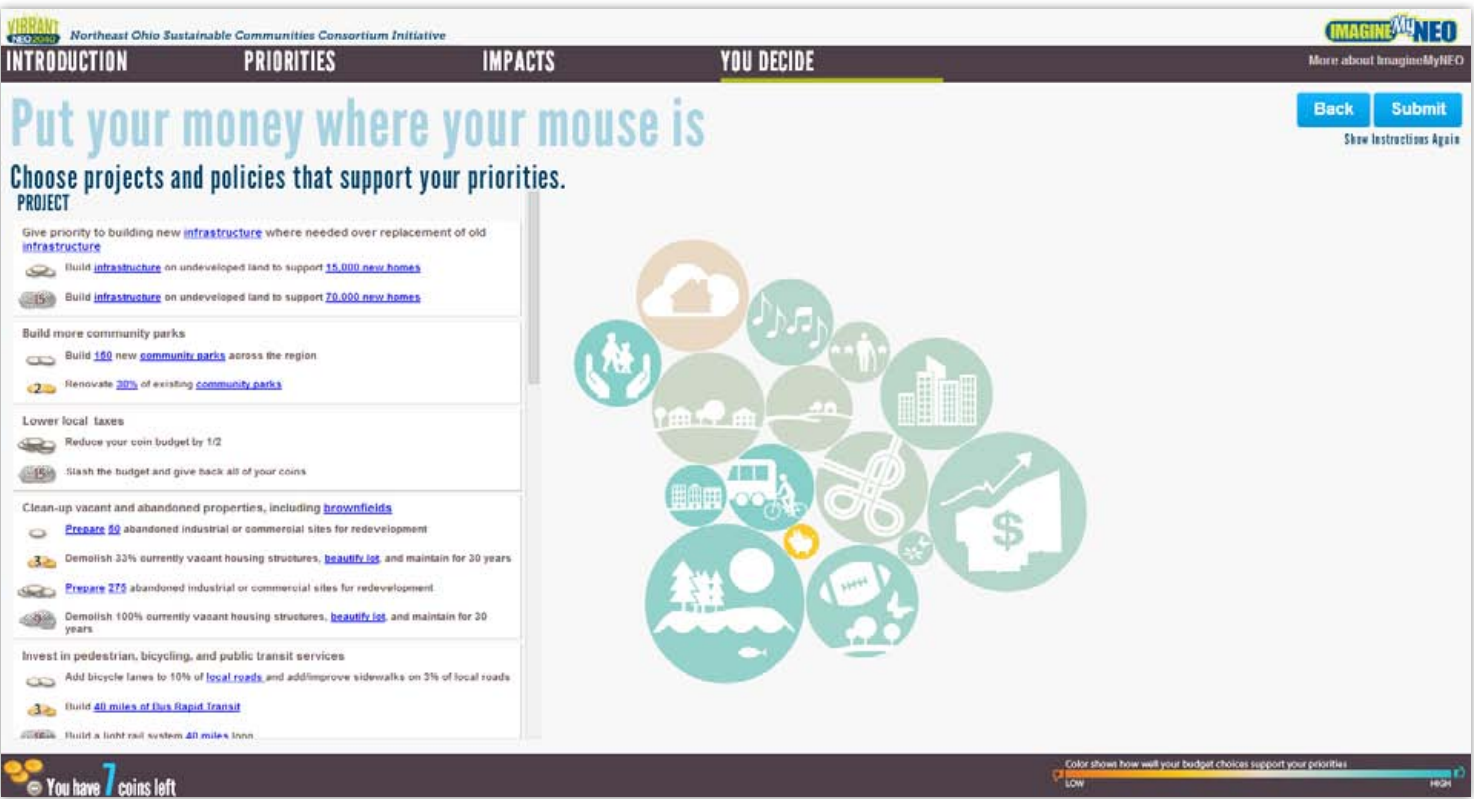 VIBRANT
NEO 2040
Northeast Ohio Sustainable Communities Consortium Initiative
IMAGINE My NEO
INTRODUCTION PRIORITIES IMPACTS YOU DECIDE More about ImagineMyNEO
Put your money where your mouse is
Back Submit
Show Instructions Again
Choose projects and policies that support your priorities.
PROJECT
Give priority to building new infrastructure where needed over replacement of old
infrastructure
Build infrastructure on undeveloped land to support 15,000 new homes
15 Build infrastructure on undeveloped land to support 70,000 new homes
Build more community parks
Build 160 new community parks across the region
2 Renovate 30% of existing community parks
Lower local taxes
Reduce your coin budget by 1/2
15 Slash the budget and give back all of your coins
Clean-up vacant and abandoned properties, including brownfields
Prepare 50 abandoned industrial or commercial sites for redevelopment
3 Demolish 33% currently vacant housing structures, beautify lot, and maintain for 30 years
Prepare 275 abandoned industrial or commercial sites for redevelopment
9 Demolish 100% currently vacant housing structures, beautify lot, and maintain for 30
years
Invest in pedestrian, bicycling, and public transit services
Add bicycle lanes to 10% of local roads and add/improve sidewalks on 3% of local roads
3 Build 40 miles of Bus Rapid Transit
Build a light rail system 40 miles long
$
You have 7 coins left
Color shows how well your budget choices support your priorities
LOW HIGH